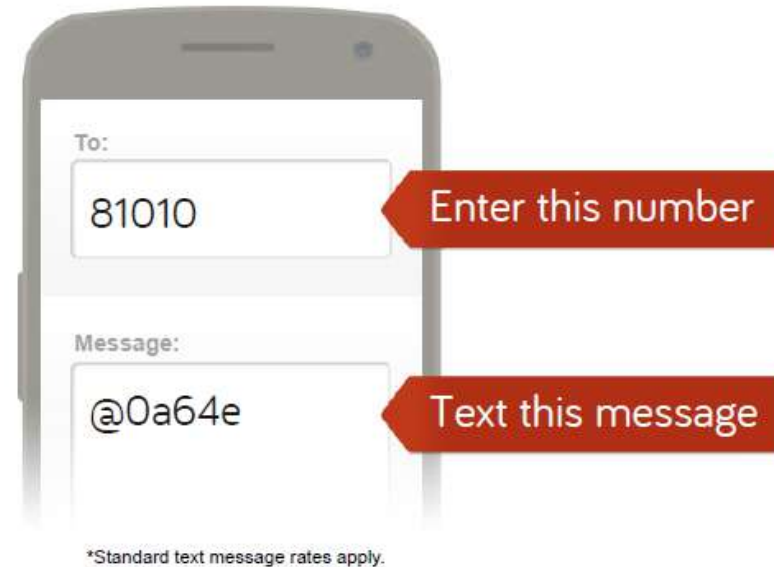 To:
81010
Enter this number
Message:
@0a64e
Text this message
*Standard text message rates apply.